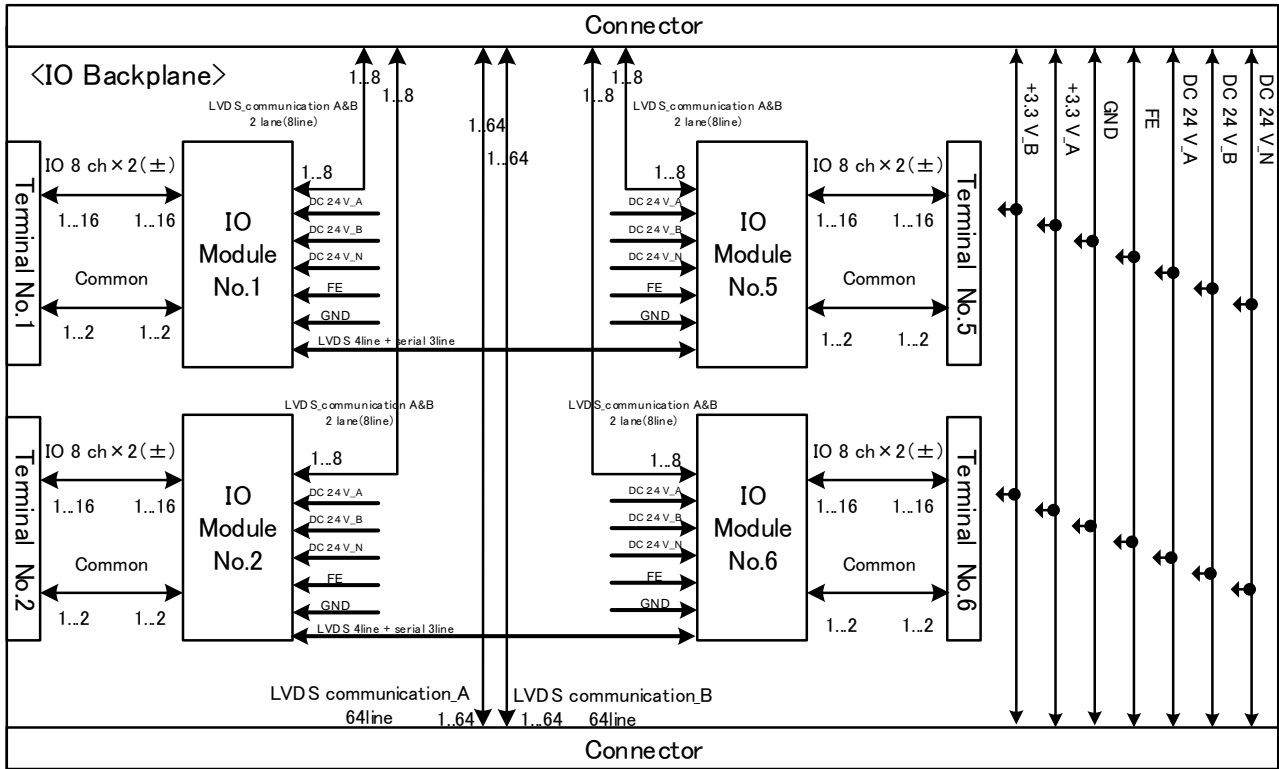 Connector
<IO Backplane>
1...8
1...8
LVDS_communication A&B
2 lane(8line)
1...64
1...64
1...8
1...8
LVDS_communication A&B
2 lane(8line)
+3.3 V_B
+3.3 V_A
GND
FE
DC 24 V_A
DC 24 V_B
DC 24 V_N
Terminal No.1
IO 8 ch×2(±)
1...16 1...16
Common
1...2 1...2
IO
Module
No.1
1...8
DC 24 V_A
DC 24 V_B
DC 24 V_N
FE
GND
LVDS 4line + serial 3line
1...8
DC 24 V_A
DC 24 V_B
DC 24 V_N
FE
GND
IO
Module
No.5
IO 8 ch×2(±)
1...16 1...16
Common
1...2 1...2
Terminal No.5
LVDS_communication A&B
2 lane(8line)
LVDS_communication A&B
2 lane(8line)
Terminal No.2
IO 8 ch×2(±)
1...16 1...16
Common
1...2 1...2
IO
Module
No.2
1...8
DC 24 V_A
DC 24 V_B
DC 24 V_N
FE
GND
LVDS 4line + serial 3line
1...8
DC 24 V_A
DC 24 V_B
DC 24 V_N
FE
GND
IO
Module
No.6
IO 8 ch×2(±)
1...16 1...16
Common
1...2 1...2
Terminal No.6
LVDS communication_A
64line 1...64
LVDS communication_B
1...64 64line
Connector